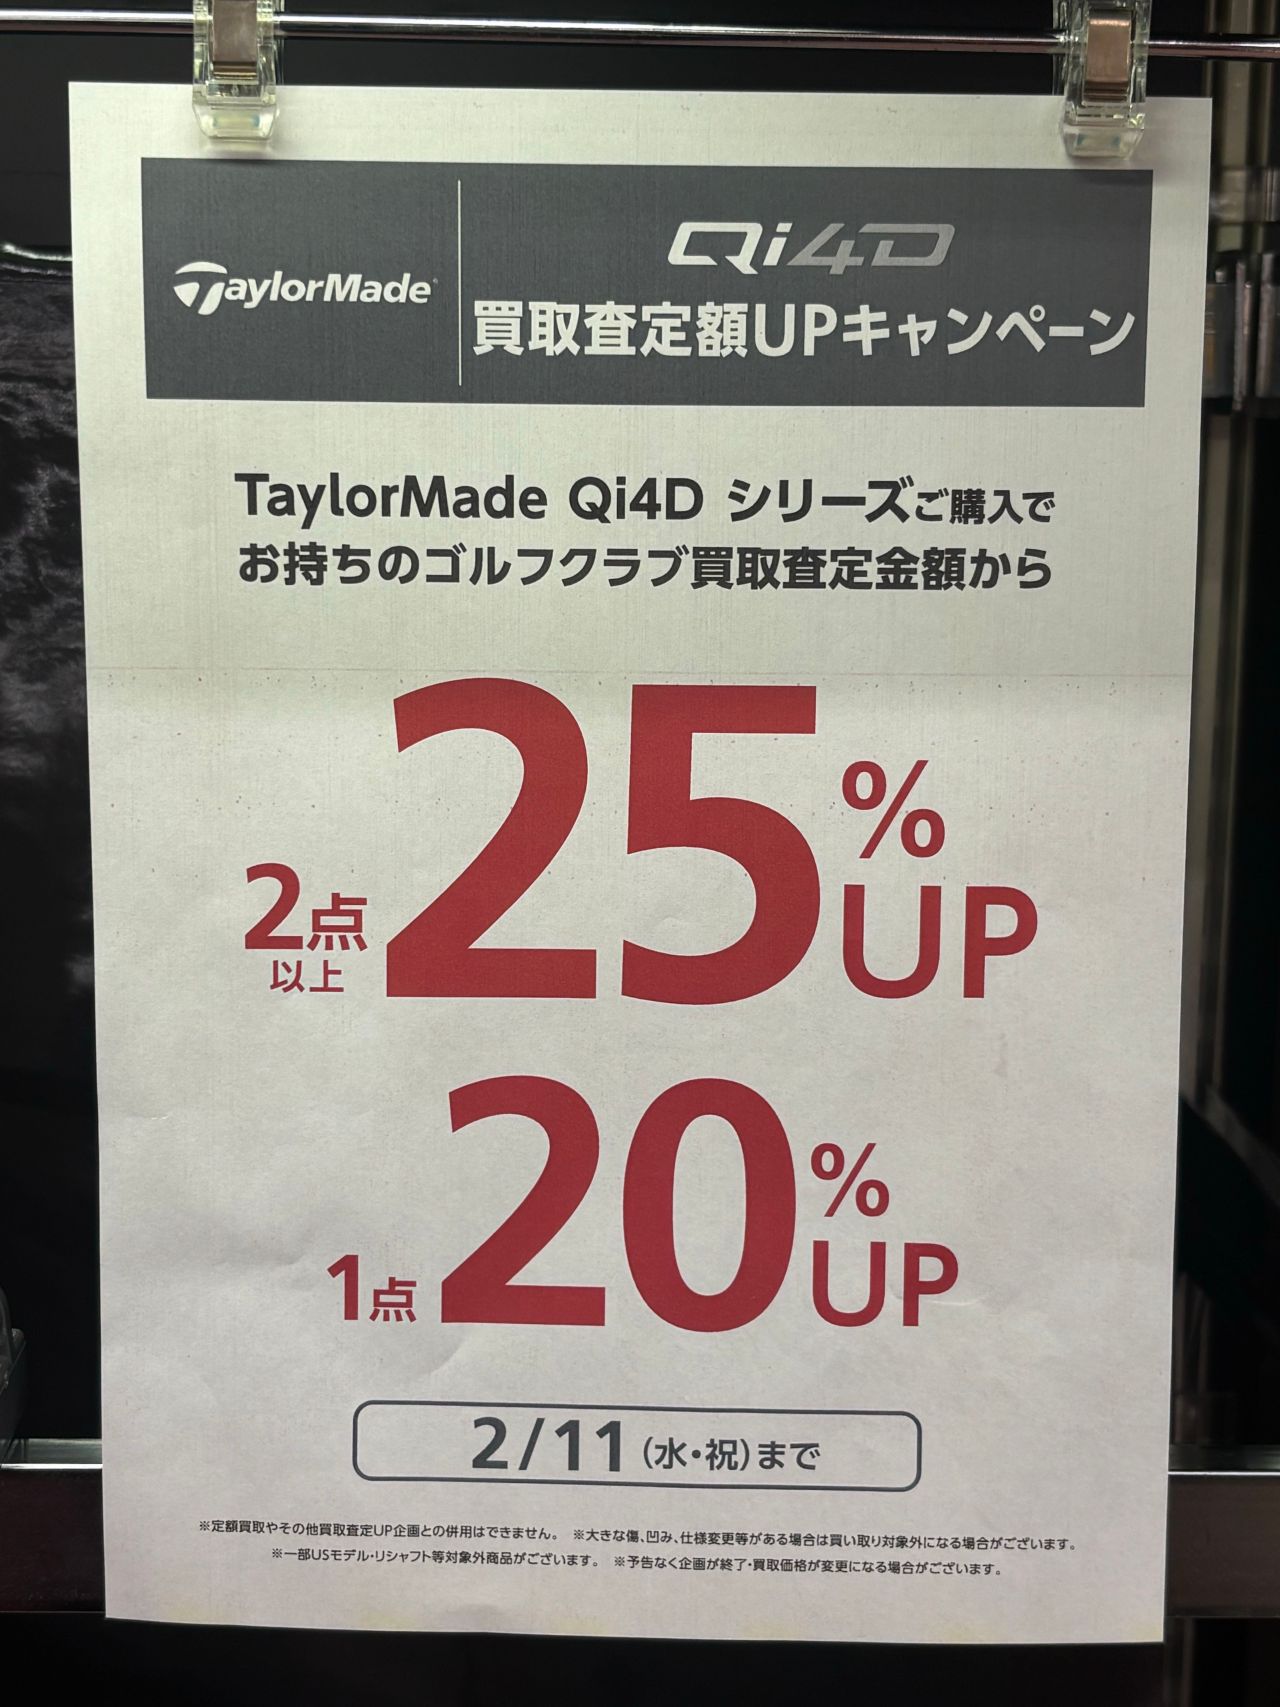 TaylorMade
Qi4D
買取査定額UPキャンペーン
TaylorMade Qi4D シリーズご購入で
お持ちのゴルフクラブ買取査定金額から
2点以上 25%UP
1点 20%UP
2/11(水・祝)まで
※定額買取やその他買取査定UP企画との併用はできません。 ※大きな傷、凹み、仕様変更等がある場合は買い取り対象外になる場合がございます。
※一部USモデル・リシャフト等対象外商品がございます。 ※予告なく企画が終了・買取価格が変更になる場合がございます。